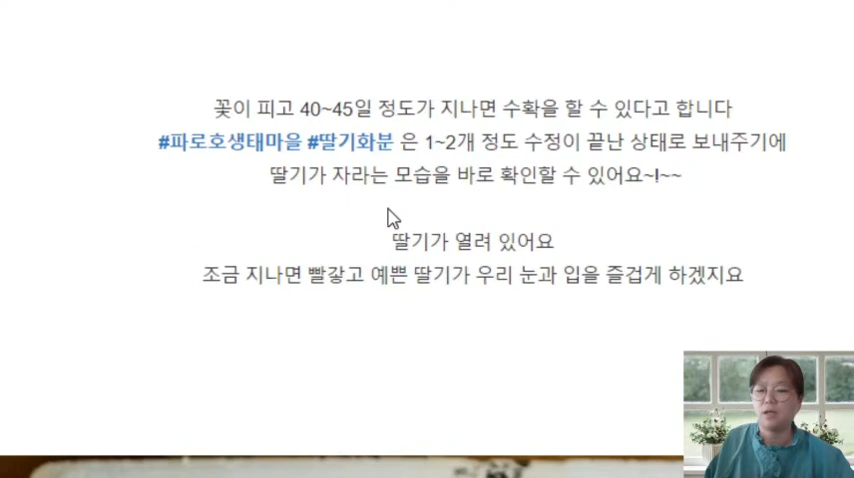 꽃이 피고 40~45일 정도가 지나면 수확을 할 수 있다고 합니다
#파로호생태마을 #딸기화분 은 1~2개 정도 수정이 끝난 상태로 보내주기에
딸기가 자라는 모습을 바로 확인할 수 있어요~!~~
딸기가 열려 있어요
조금 지나면 빨갛고 예쁜 딸기가 우리 눈과 입을 즐겁게 하겠지요